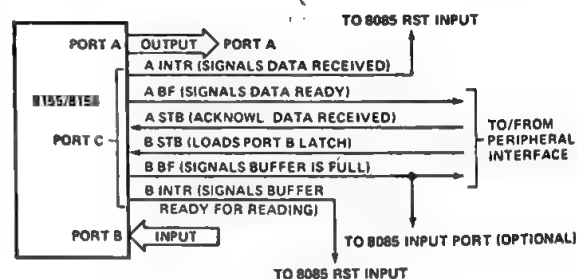 TO 8085 RST INPUT
PORT A
OUTPUT
PORT A
A INTR (SIGNALS DATA RECEIVED)
8155/8156
A BF (SIGNALS DATA READY)
A STB (ACKNOWL DATA RECEIVED)
TO/FROM
PERIPHERAL
INTERFACE
PORT C
B STB (LOADS PORT B LATCH)
B BF (SIGNALS BUFFER IS FULL)
B INTR (SIGNALS BUFFER
READY FOR READING)
PORT B
INPUT
TO 8085 INPUT PORT (OPTIONAL)
TO 8085 RST INPUT